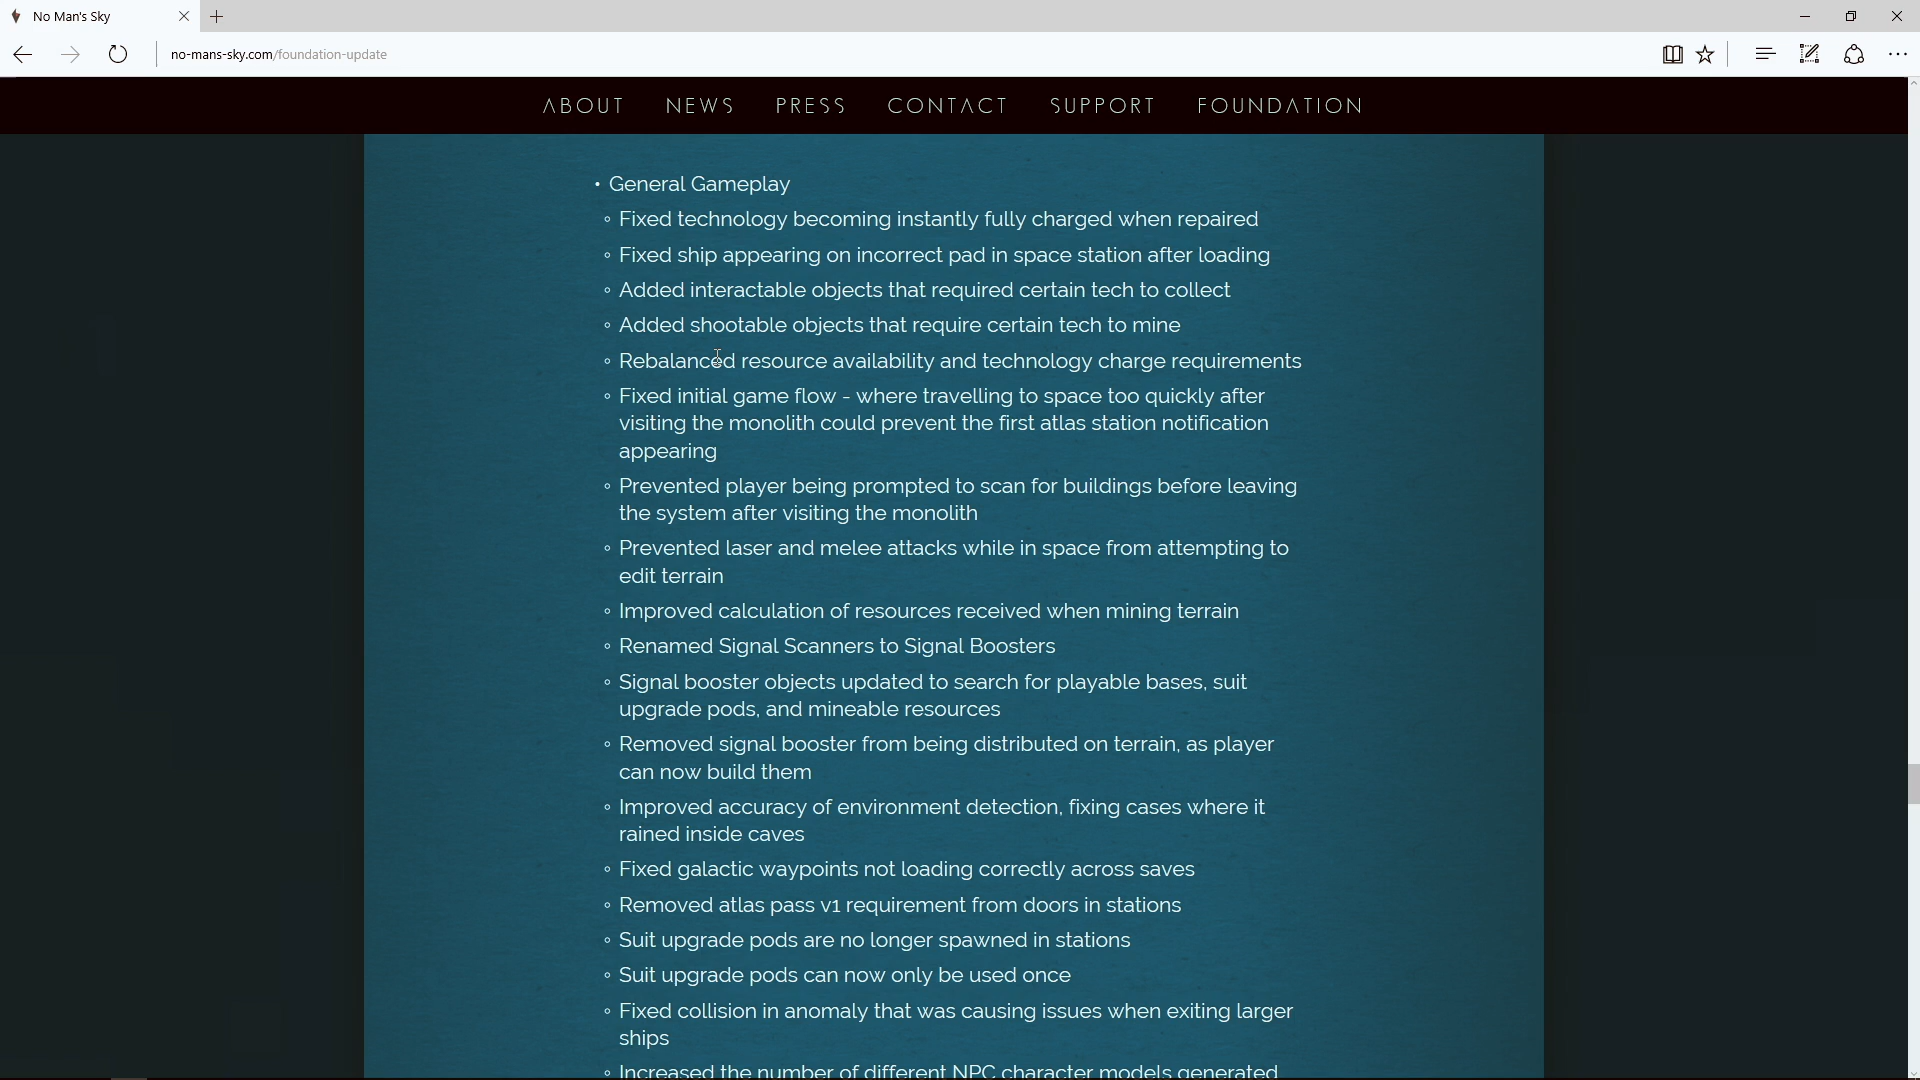 No Man's Sky
no-mans-sky.com/foundation-update
ABOUT NEWS PRESS CONTACT SUPPORT FOUNDATION
• General Gameplay
◦ Fixed technology becoming instantly fully charged when repaired
◦ Fixed ship appearing on incorrect pad in space station after loading
◦ Added interactable objects that required certain tech to collect
◦ Added shootable objects that require certain tech to mine
◦ Rebalanced resource availability and technology charge requirements
◦ Fixed initial game flow - where travelling to space too quickly after
visiting the monolith could prevent the first atlas station notification
appearing
◦ Prevented player being prompted to scan for buildings before leaving
the system after visiting the monolith
◦ Prevented laser and melee attacks while in space from attempting to
edit terrain
◦ Improved calculation of resources received when mining terrain
◦ Renamed Signal Scanners to Signal Boosters
◦ Signal booster objects updated to search for playable bases, suit
upgrade pods, and mineable resources
◦ Removed signal booster from being distributed on terrain, as player
can now build them
◦ Improved accuracy of environment detection, fixing cases where it
rained inside caves
◦ Fixed galactic waypoints not loading correctly across saves
◦ Removed atlas pass v1 requirement from doors in stations
◦ Suit upgrade pods are no longer spawned in stations
◦ Suit upgrade pods can now only be used once
◦ Fixed collision in anomaly that was causing issues when exiting larger
ships
◦ Increased the number of different NPC character models generated